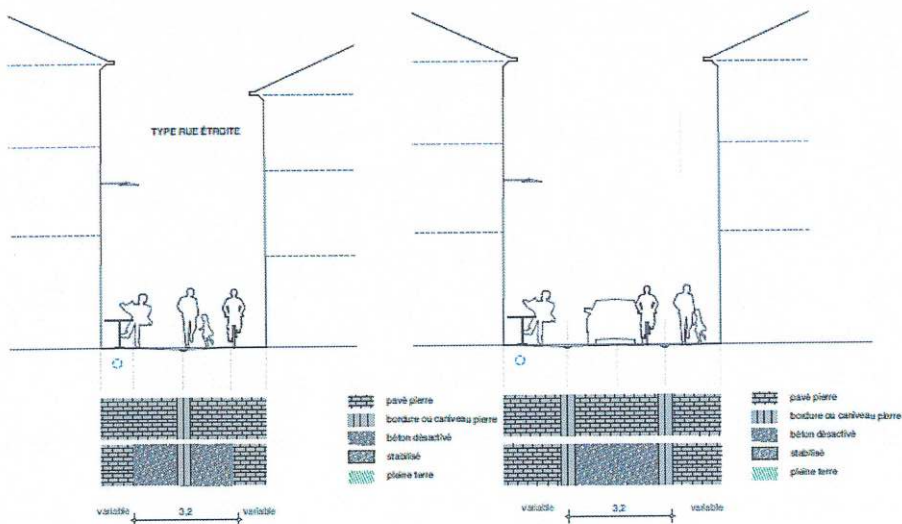 TYPE RUE ÉTROITE
pavé pierre
bordure ou caniveau pierre
béton désactivé
stabilisé
pleine terre
variable 3,2 variable
pavé pierre
bordure ou caniveau pierre
béton désactivé
stabilisé
pleine terre
variable 3,2 variable